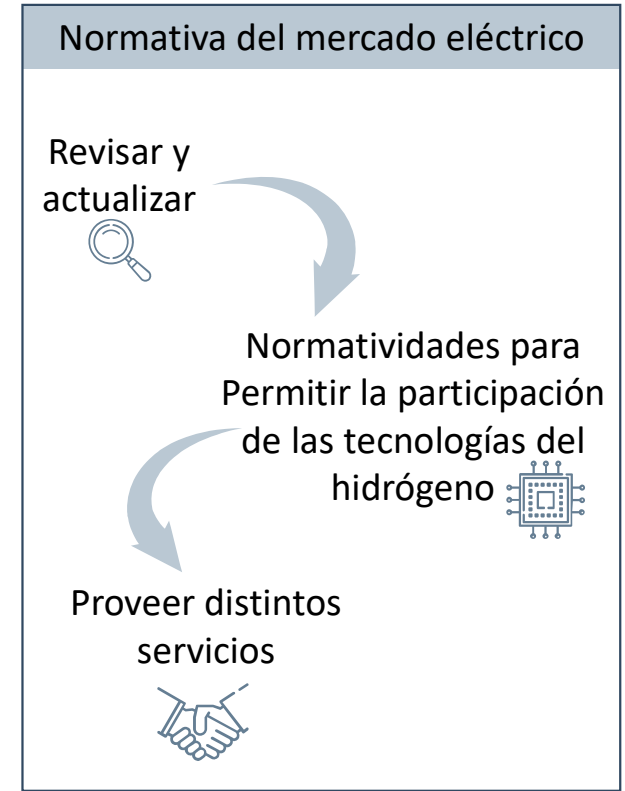 Normativa del mercado eléctrico
Revisar y
actualizar
Normatividades para
Permitir la participación
de las tecnologías del
hidrógeno
Proveer distintos
servicios